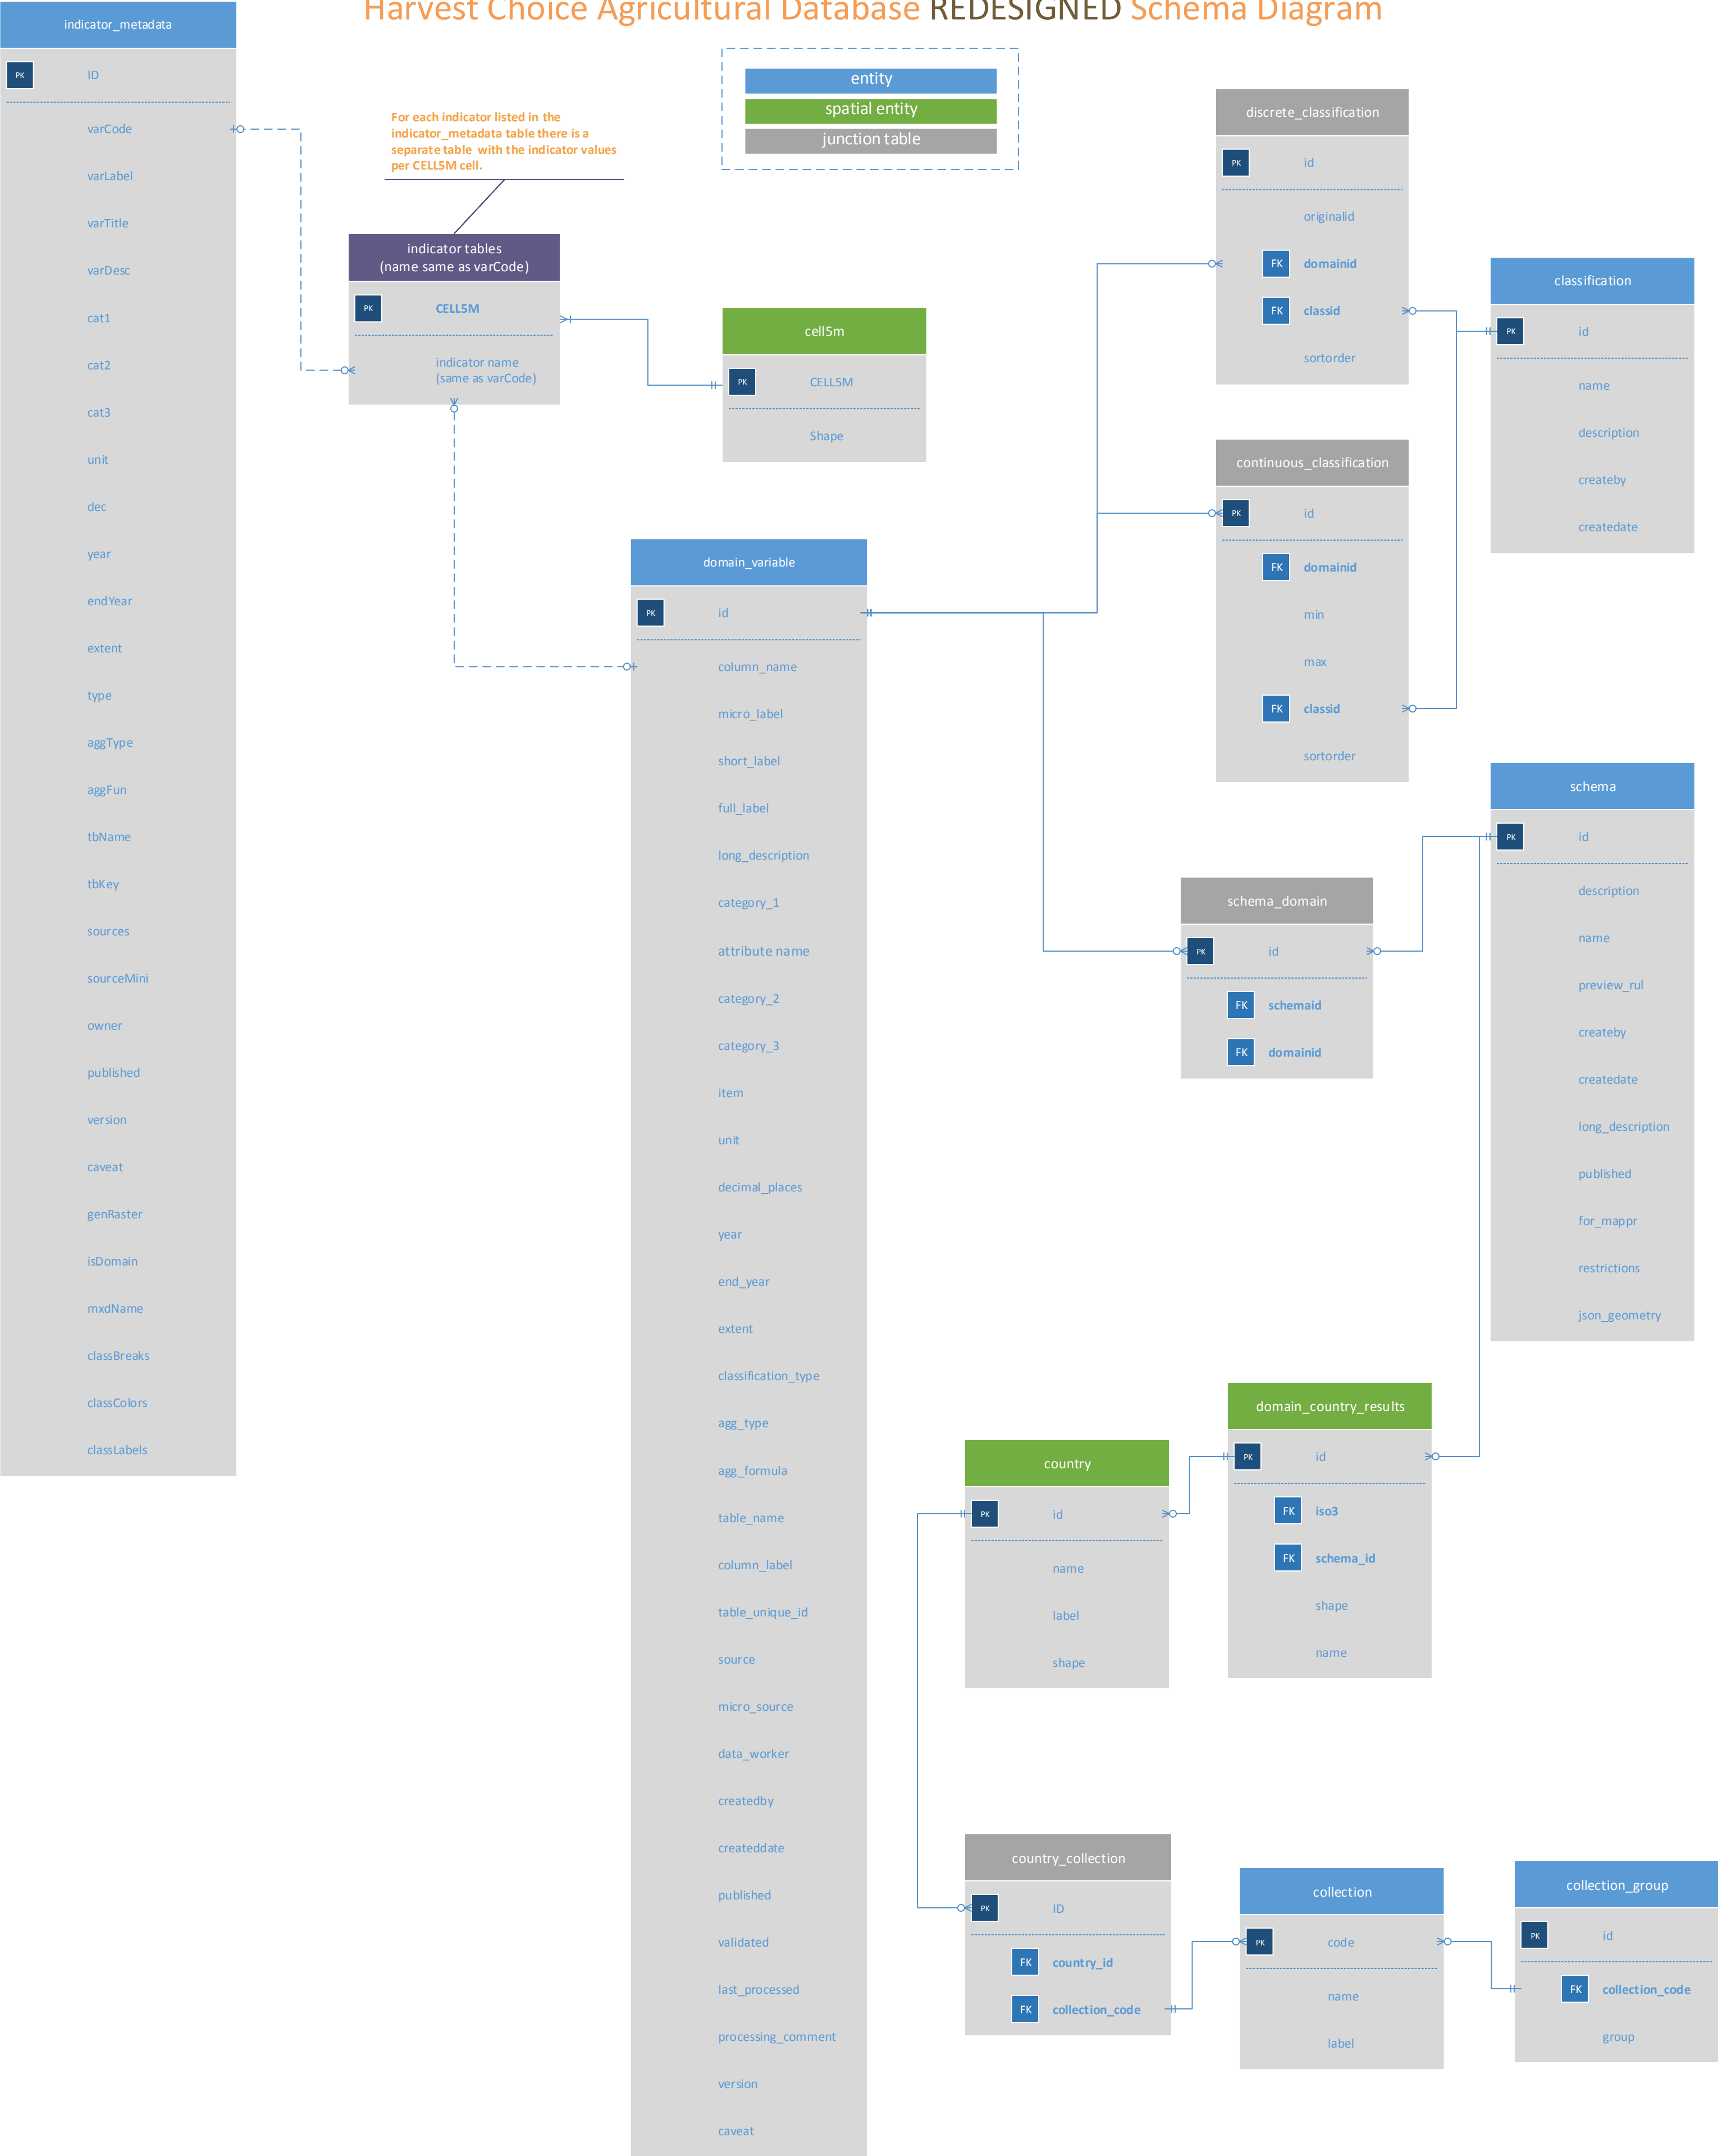 Harvest Choice Agricultural Database REDESIGNED Schema Diagram
indicator_metadata
PK ID
varCode
varLabel
varTitle
varDesc
cat1
cat2
cat3
unit
dec
year
endYear
extent
type
aggType
aggFun
tbName
tbKey
sources
sourceMini
owner
published
version
caveat
genRaster
isDomain
mxdName
classBreaks
classColors
classLabels
For each indicator listed in the
indicator_metadata table there is a
separate table with the indicator values
per CELL5M cell.
entity
spatial entity
junction table
indicator tables
(name same as varCode)
PK CELL5M
indicator name
(same as varCode)
cell5m
PK CELL5M
Shape
domain_variable
PK id
column_name
micro_label
short_label
full_label
long_description
category_1
attribute name
category_2
category_3
item
unit
decimal_places
year
end_year
extent
classification_type
agg_type
agg_formula
table_name
column_label
table_unique_id
source
micro_source
data_worker
createdby
createddate
published
validated
last_processed
processing_comment
version
caveat
discrete_classification
PK id
originalid
FK domainid
FK classid
sortorder
classification
PK id
name
description
createby
createdate
continuous_classification
PK id
FK domainid
min
max
FK classid
sortorder
schema
PK id
description
name
preview_rul
createby
createdate
long_description
published
for_mappr
restrictions
json_geometry
schema_domain
PK id
FK schemaid
FK domainid
domain_country_results
PK id
FK iso3
FK schema_id
shape
name
country
PK id
name
label
shape
country_collection
PK ID
FK country_id
FK collection_code
collection
PK code
name
label
collection_group
PK id
FK collection_code
group